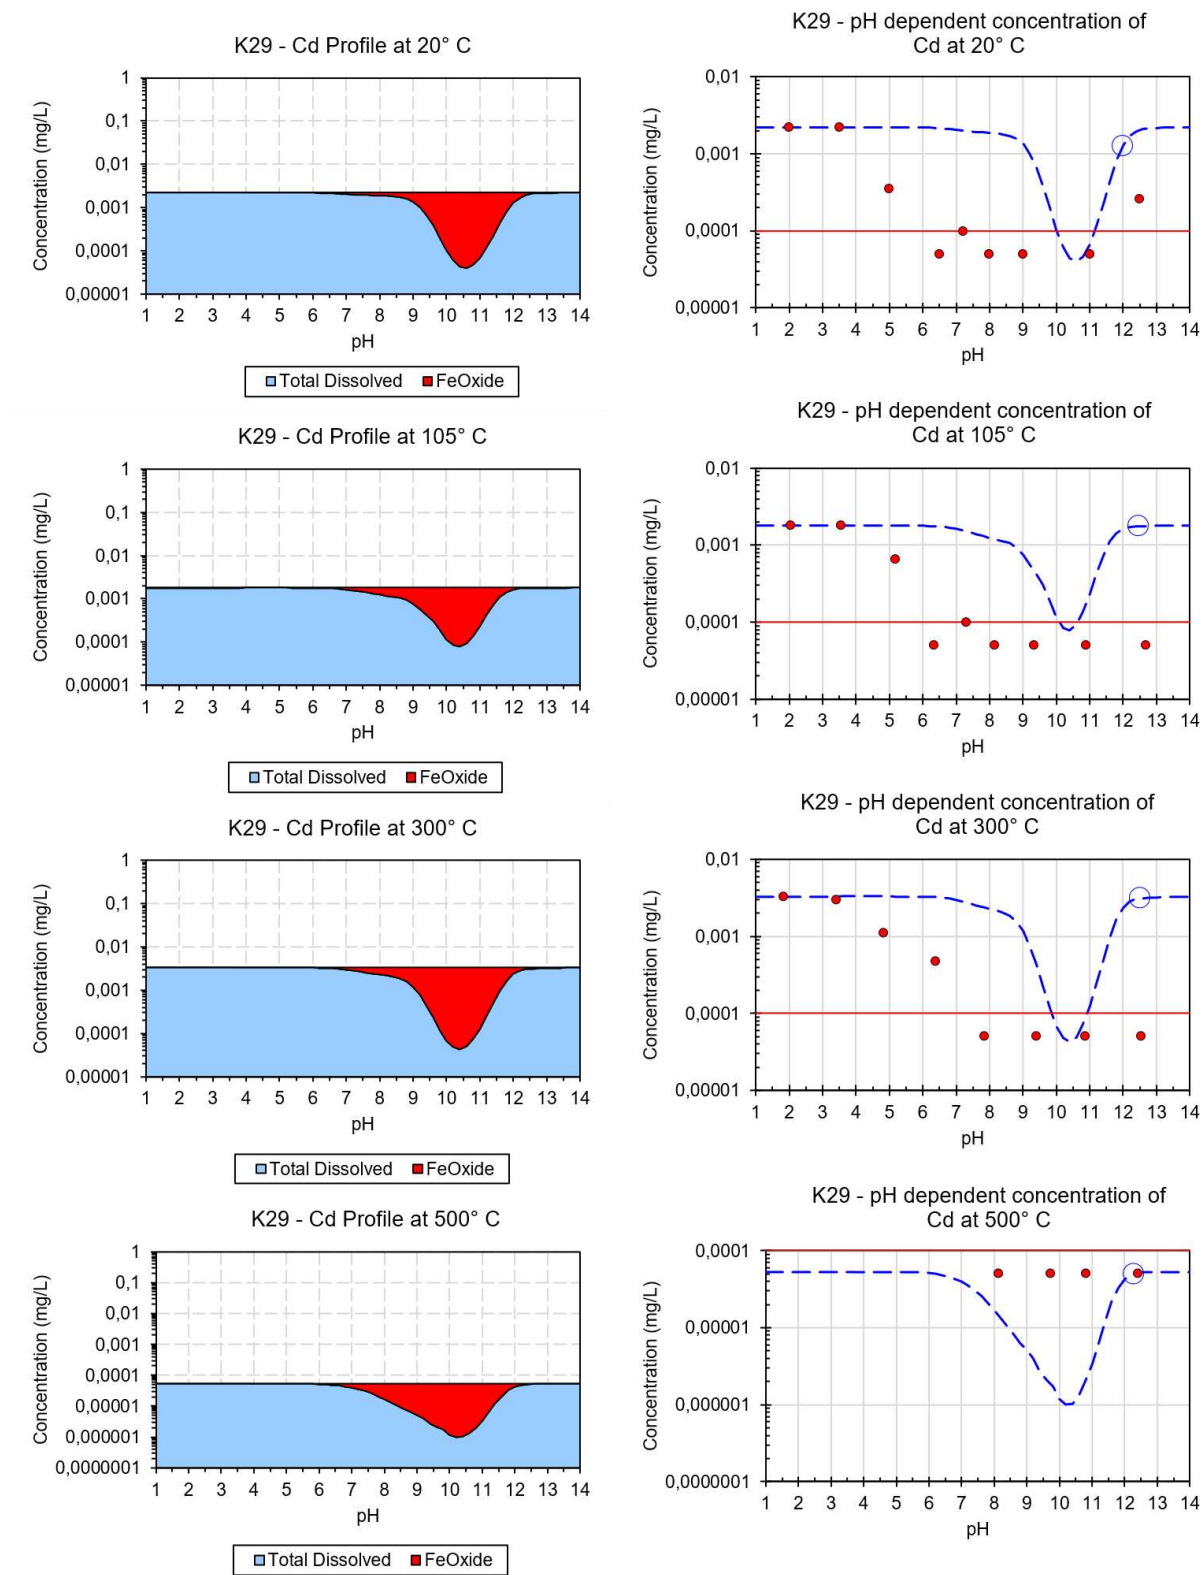 K29 - Cd Profile at 20° C
Concentration (mg/L)
1
0,1
0,01
0,001
0,0001
0,00001
1 2 3 4 5 6 7 8 9 10 11 12 13 14
pH
Total Dissolved FeOxide
K29 - pH dependent concentration of
Cd at 20° C
Concentration (mg/L)
0,01
0,001
0,0001
0,00001
1 2 3 4 5 6 7 8 9 10 11 12 13 14
pH
K29 - Cd Profile at 105° C
Concentration (mg/L)
1
0,1
0,01
0,001
0,0001
0,00001
1 2 3 4 5 6 7 8 9 10 11 12 13 14
pH
Total Dissolved FeOxide
K29 - pH dependent concentration of
Cd at 105° C
Concentration (mg/L)
0,01
0,001
0,0001
0,00001
1 2 3 4 5 6 7 8 9 10 11 12 13 14
pH
K29 - Cd Profile at 300° C
Concentration (mg/L)
1
0,1
0,01
0,001
0,0001
0,00001
1 2 3 4 5 6 7 8 9 10 11 12 13 14
pH
Total Dissolved FeOxide
K29 - pH dependent concentration of
Cd at 300° C
Concentration (mg/L)
0,01
0,001
0,0001
0,00001
1 2 3 4 5 6 7 8 9 10 11 12 13 14
pH
K29 - Cd Profile at 500° C
Concentration (mg/L)
1
0,1
0,01
0,001
0,0001
0,00001
0,000001
0,0000001
1 2 3 4 5 6 7 8 9 10 11 12 13 14
pH
Total Dissolved FeOxide
K29 - pH dependent concentration of
Cd at 500° C
Concentration (mg/L)
0,0001
0,00001
0,000001
0,0000001
1 2 3 4 5 6 7 8 9 10 11 12 13 14
pH